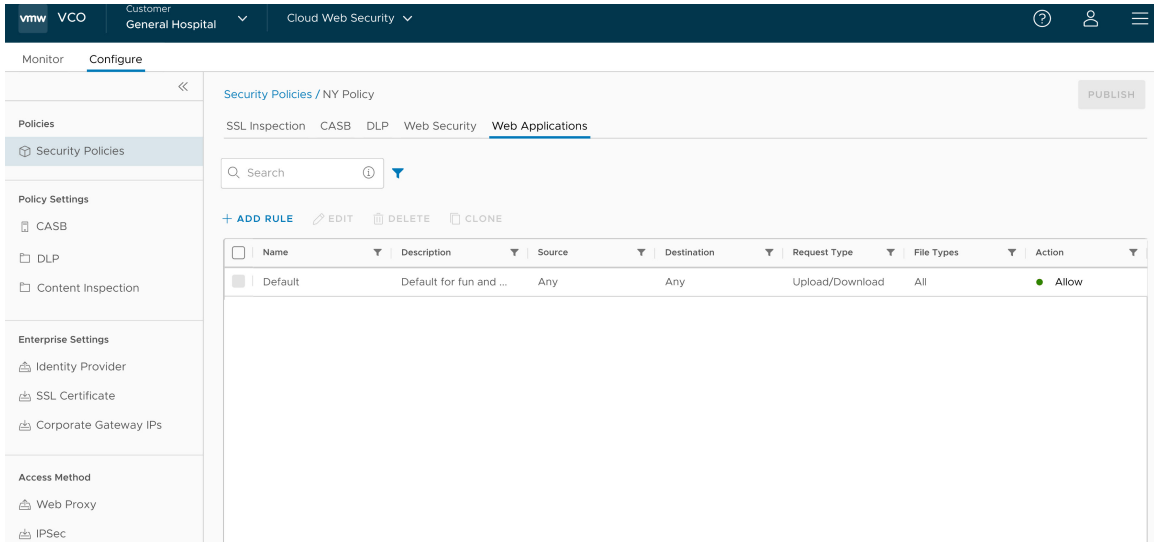 vmw VCO
Customer
General Hospital
Cloud Web Security
Monitor Configure
Security Policies / NY Policy
PUBLISH
Policies
Security Policies
SSL Inspection CASB DLP Web Security Web Applications
Search
Policy Settings
CASB
DLP
Content Inspection
+ ADD RULE EDIT DELETE CLONE
Name Description Source Destination Request Type File Types Action
Default Default for fun and ... Any Any Upload/Download All Allow
Enterprise Settings
Identity Provider
SSL Certificate
Corporate Gateway IPs
Access Method
Web Proxy
IPSec